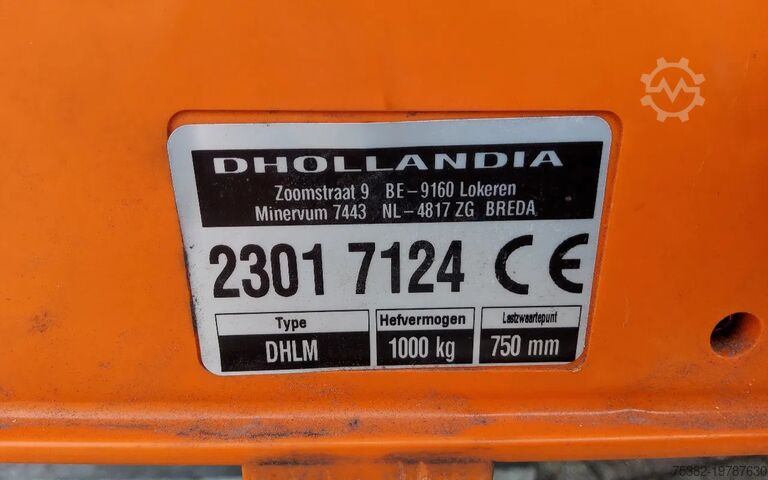 DHOLLANDIA
Zoomstraat 9 BE-9160 Lokeren
Minervum 7443 NL-4817 ZG BREDA
2301 7124 CE
Type Hefvermogen Lastzwaartepunt
DHLM 1000 kg 750 mm
76382-19787630